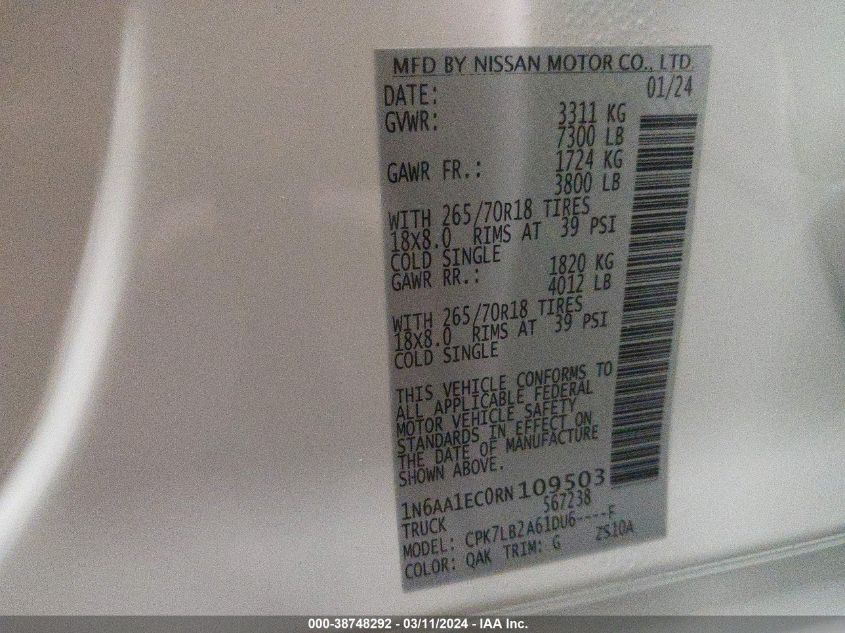 MFD BY NISSAN MOTOR CO., LTD.
DATE: 01/24
GVWR: 3311 KG
7300 LB
GAWR FR.: 1724 KG
3800 LB
WITH 265/70R18 TIRES
18X8.0 RIMS AT 39 PSI
COLD SINGLE
GAWR RR.: 1820 KG
4012 LB
WITH 265/70R18 TIRES
18X8.0 RIMS AT 39 PSI
COLD SINGLE
THIS VEHICLE CONFORMS TO
ALL APPLICABLE FEDERAL
MOTOR VEHICLE SAFETY
STANDARDS IN EFFECT ON
THE DATE OF MANUFACTURE
SHOWN ABOVE.
1N6AA1EC0RN109503
TRUCK 567238
MODEL: CPK7LB2A61DU6----F
COLOR: QAK TRIM: G ZS10A
000-38748292 - 03/11/2024 - IAA Inc.